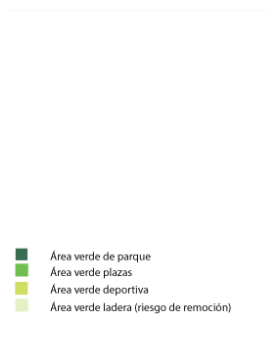 Área verde de parque
Área verde plazas
Área verde deportiva
Área verde ladera (riesgo de remoción)